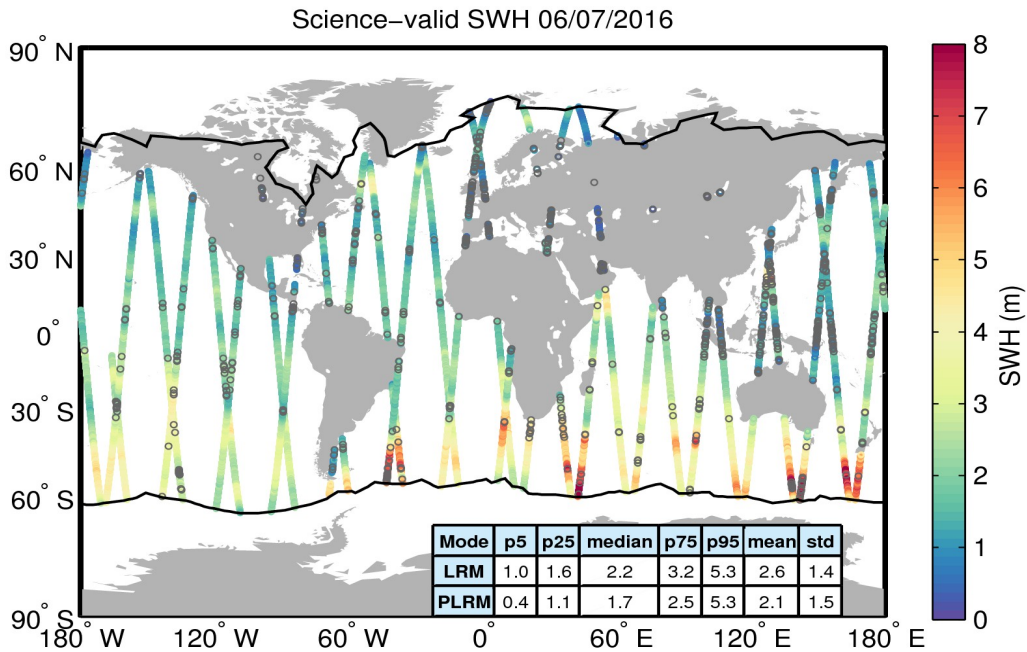 Science−valid SWH 06/07/2016
90° N
60° N
30° N
0°
30° S
60° S
90° S
180° W
120° W
60° W
0°
60° E
120° E
180° E
8
7
6
5
4
3
2
1
0
SWH (m)
Mode p5 p25 median p75 p95 mean std
LRM 1.0 1.6 2.2 3.2 5.3 2.6 1.4
PLRM 0.4 1.1 1.7 2.5 5.3 2.1 1.5